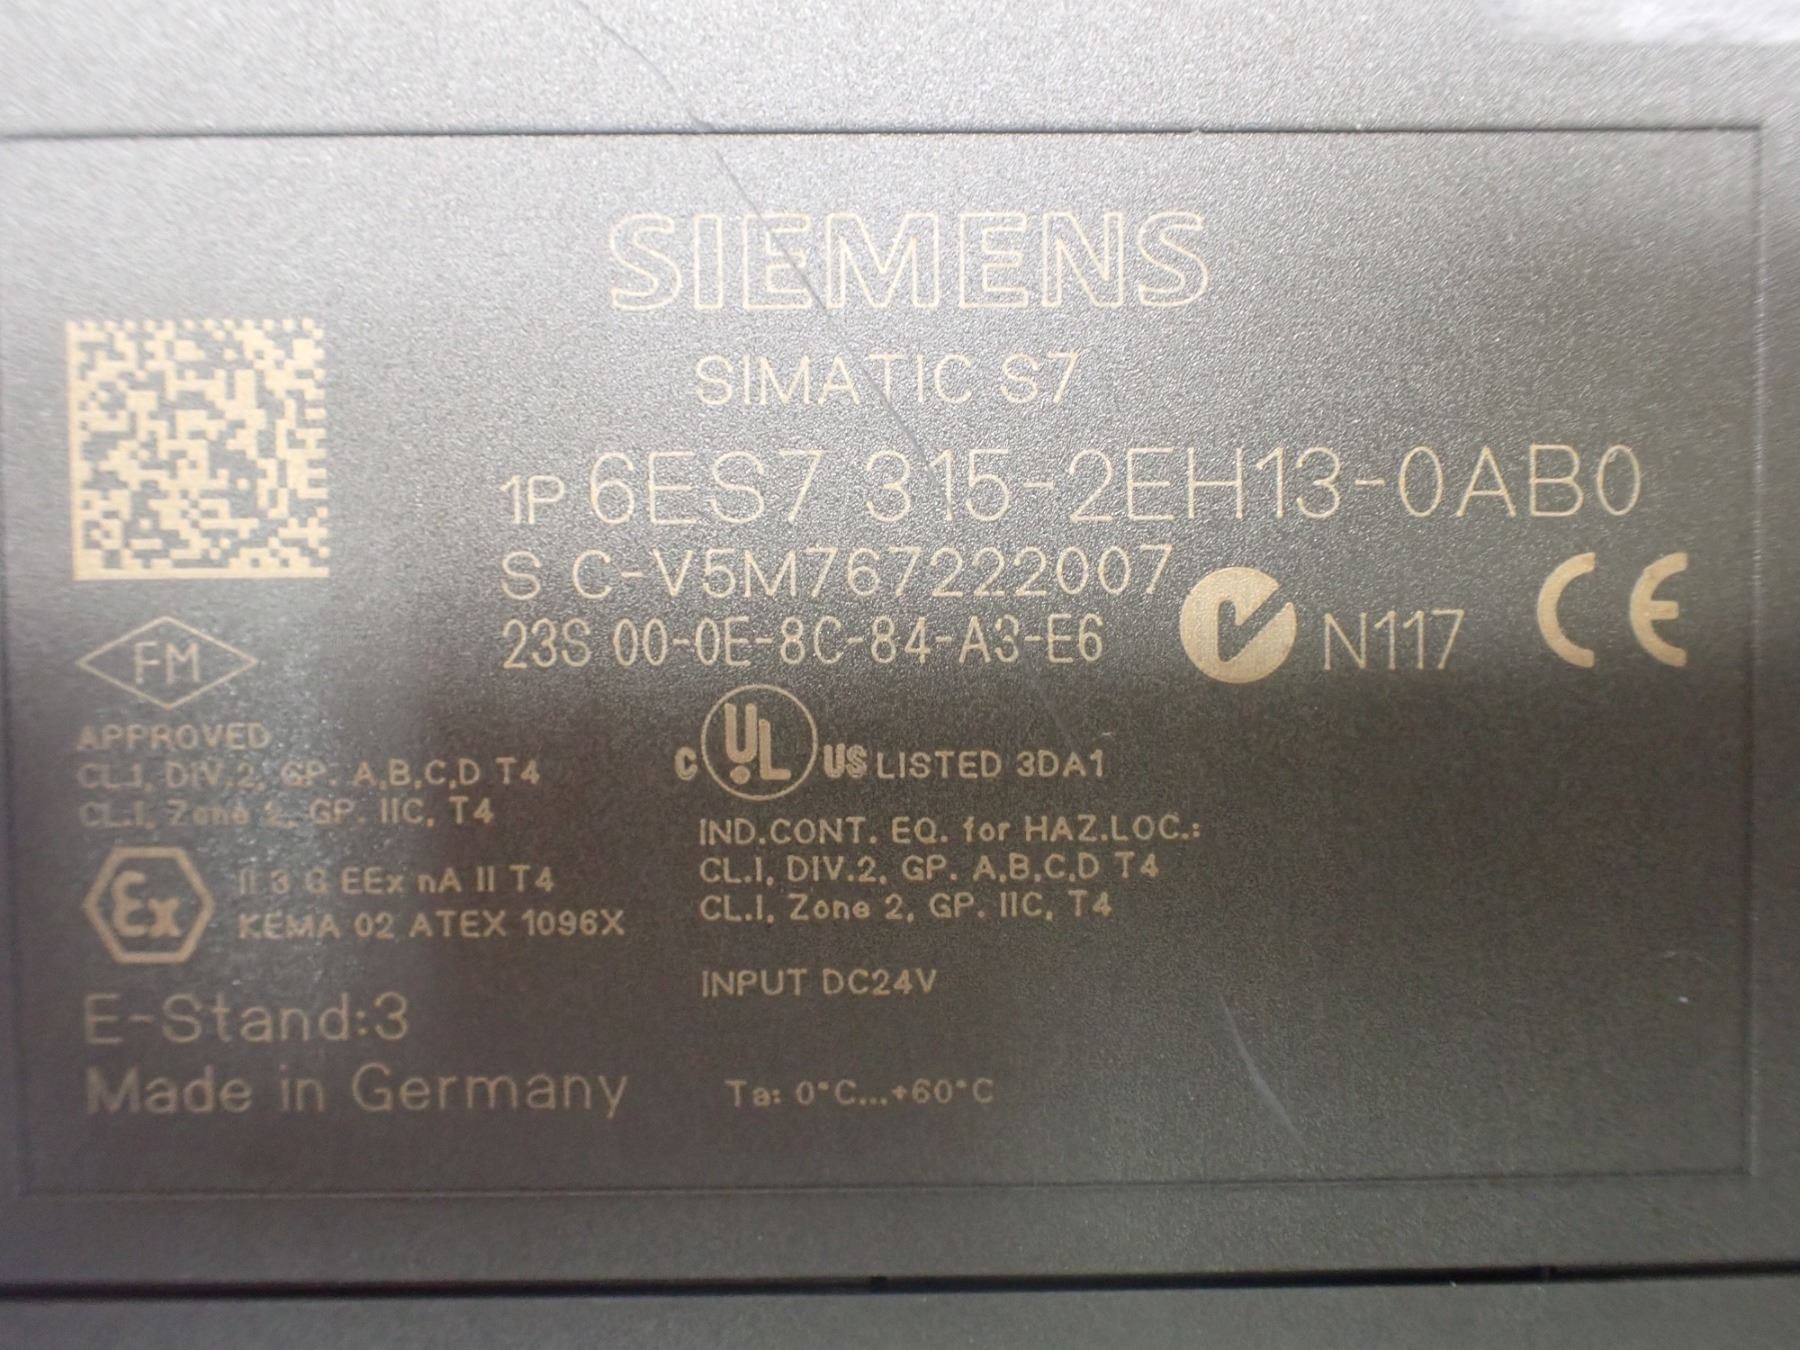 SIEMENS
SIMATIC S7
1P 6ES7 315-2EH13-0AB0
S C-V5M767222007
23S 00-0E-8C-84-A3-E6
N117
CE
FM
APPROVED
CL.I, DIV.2, GP. A,B,C,D T4
CL.I, Zone 2, GP. IIC, T4
Ex
II 3 G EEx nA II T4
KEMA 02 ATEX 1096X
E-Stand:3
Made in Germany
C UL US LISTED 3DA1
IND.CONT. EQ. for HAZ.LOC.:
CL.I, DIV.2, GP. A,B,C,D T4
CL.I, Zone 2, GP. IIC, T4
INPUT DC24V
Ta: 0°C...+60°C